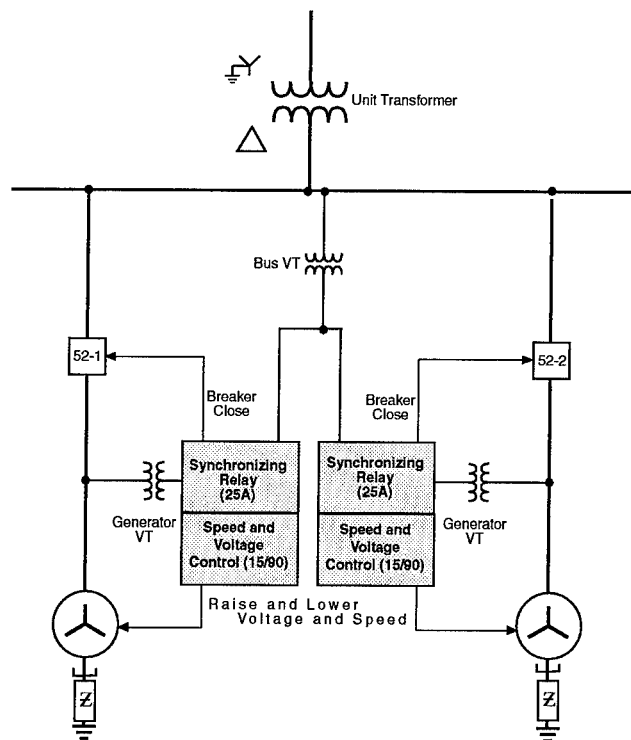 Unit Transformer
Bus VT
52-1
52-2
Breaker
Close
Breaker
Close
Synchronizing
Relay
(25A)
Synchronizing
Relay
(25A)
Generator
VT
Generator
VT
Speed and
Voltage
Control (15/90)
Speed and
Voltage
Control (15/90)
Raise and Lower
Voltage and Speed
Z
Z